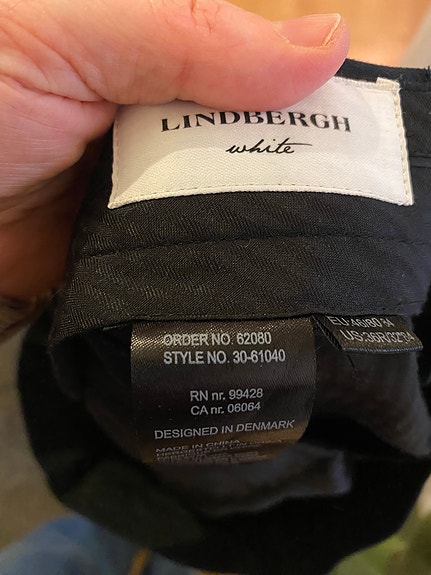 LINDBERGH
white
ORDER NO. 62080
STYLE NO. 30-61040
RN nr. 99428
CA nr. 06064
DESIGNED IN DENMARK
MADE IN CHINA